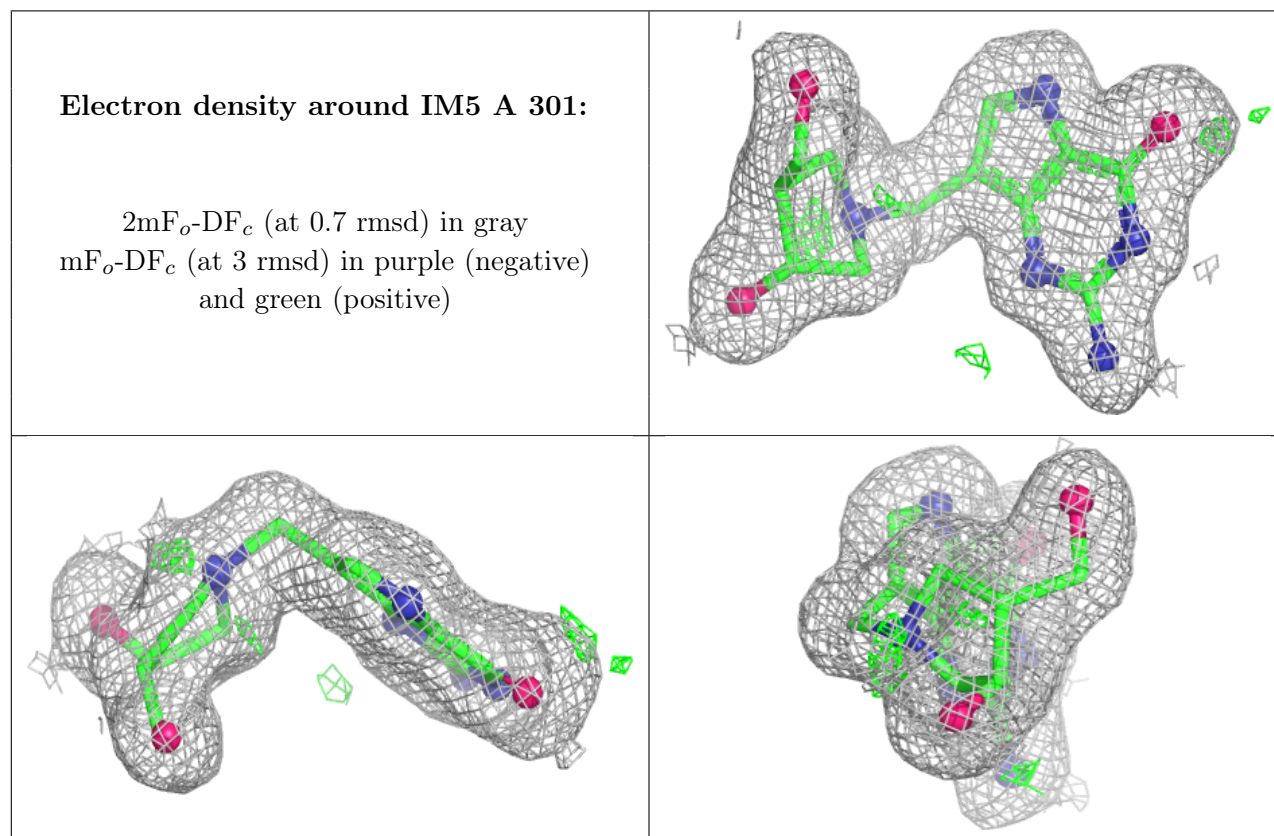 Electron density around IM5 A 301:
2mFo-DFc (at 0.7 rmsd) in gray
mFo-DFc (at 3 rmsd) in purple (negative)
and green (positive)